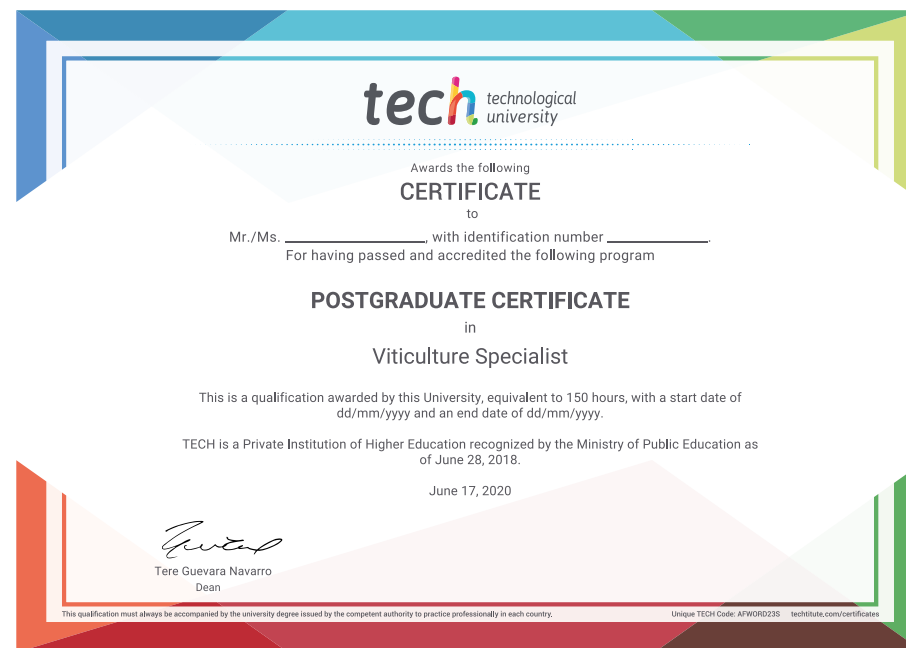 tech technological
university
Awards the following
CERTIFICATE
to
Mr./Ms. ____________________, with identification number ______________.
For having passed and accredited the following program
POSTGRADUATE CERTIFICATE
in
Viticulture Specialist
This is a qualification awarded by this University, equivalent to 150 hours, with a start date of
dd/mm/yyyy and an end date of dd/mm/yyyy.
TECH is a Private Institution of Higher Education recognized by the Ministry of Public Education as
of June 28, 2018.
June 17, 2020
Tere Guevara Navarro
Dean
This qualification must always be accompanied by the university degree issued by the competent authority to practice professionally in each country.
Unique TECH Code: AFWORD23S techtitute.com/certificates